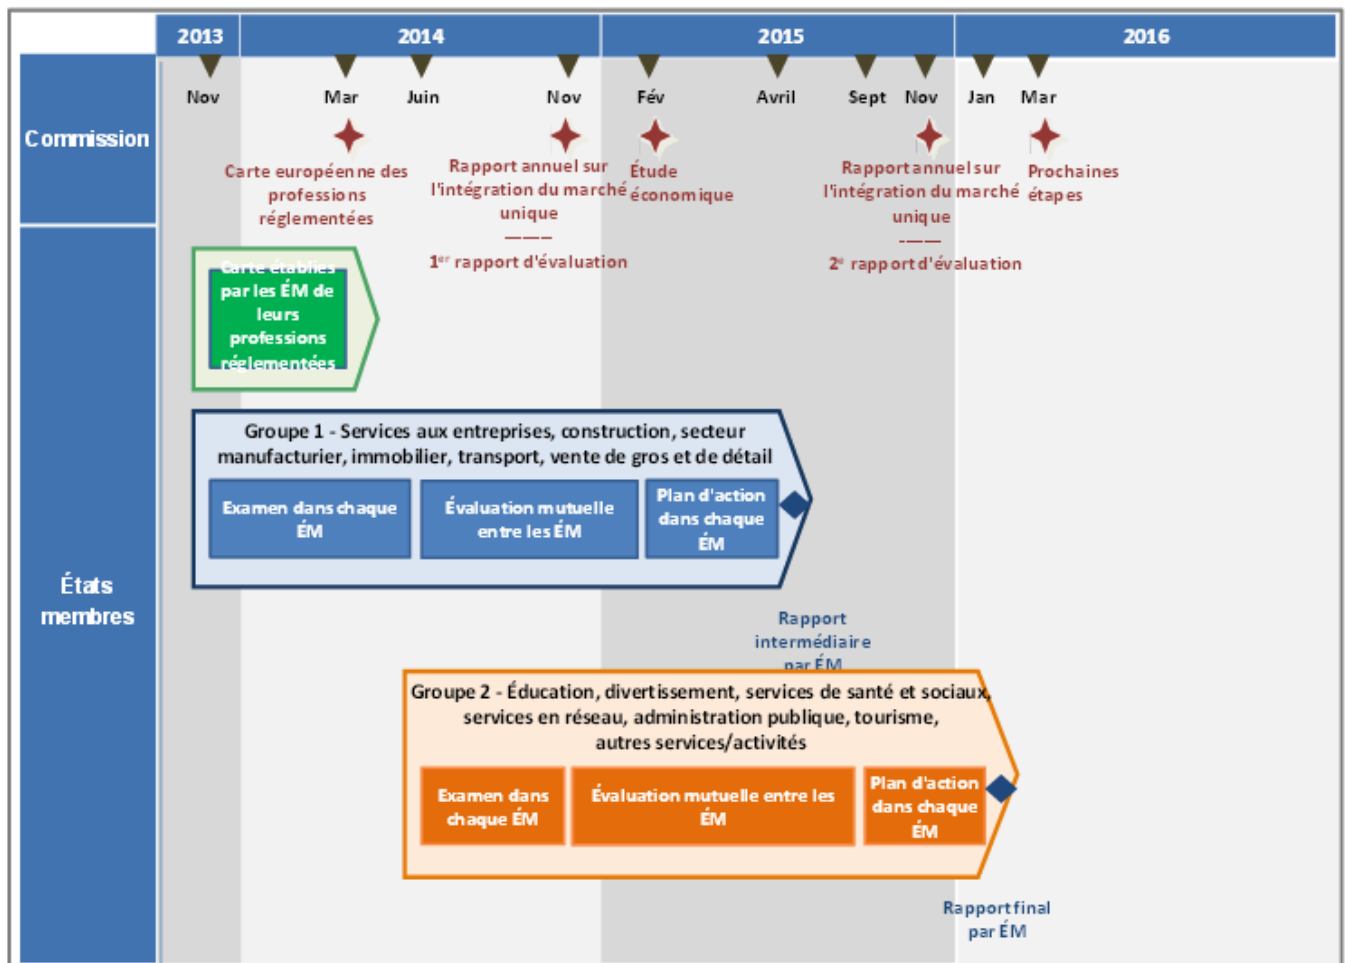 2013
2014
2015
2016
Nov
Mar
Juin
Nov
Fév
Avril
Sept
Nov
Jan
Mar
Commission
Carte européenne des
professions
réglementées
Rapport annuel sur
l'intégration du marché
unique
--------
1er rapport d'évaluation
Étude
économique
Rapport annuel sur
l'intégration du marché
unique
-------
2e rapport d'évaluation
Prochaines
étapes
États
membres
Carte établies
par les ÉM de
leurs
professions
réglementées
Groupe 1 - Services aux entreprises, construction, secteur
manufacturier, immobilier, transport, vente de gros et de détail
Examen dans chaque
ÉM
Évaluation mutuelle
entre les ÉM
Plan d'action
dans chaque
ÉM
Rapport
intermédiaire
par ÉM
Groupe 2 - Éducation, divertissement, services de santé et sociaux,
services en réseau, administration publique, tourisme,
autres services/activités
Examen dans
chaque ÉM
Évaluation mutuelle entre les
ÉM
Plan d'action
dans chaque
ÉM
Rapport final
par ÉM